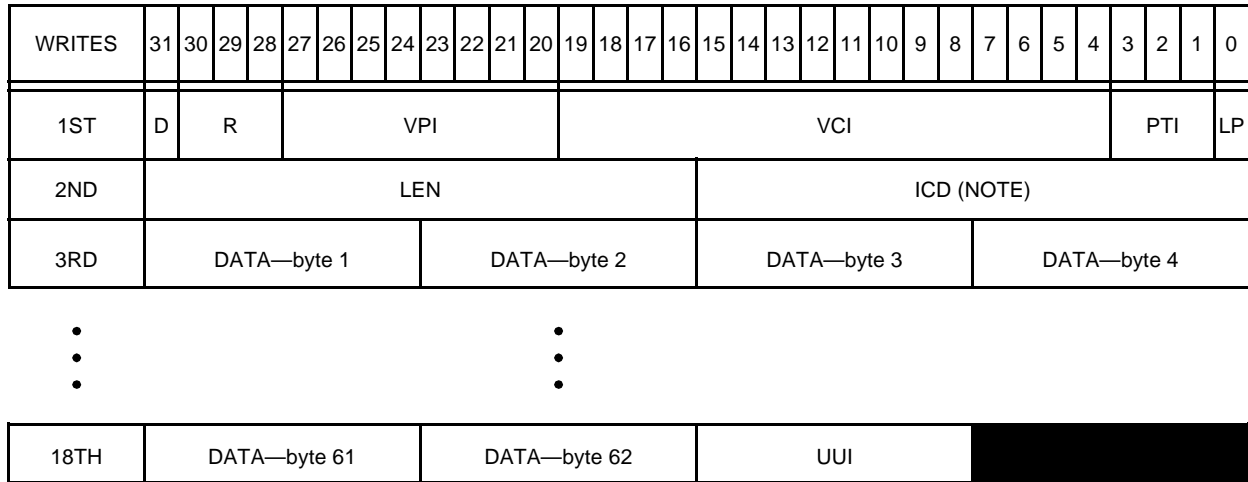 WRITES 31 30 29 28 27 26 25 24 23 22 21 20 19 18 17 16 15 14 13 12 11 10 9 8 7 6 5 4 3 2 1 0
1ST D R VPI VCI PTI LP
2ND LEN ICD (NOTE)
3RD DATA—byte 1 DATA—byte 2 DATA—byte 3 DATA—byte 4
18TH DATA—byte 61 DATA—byte 62 UUI